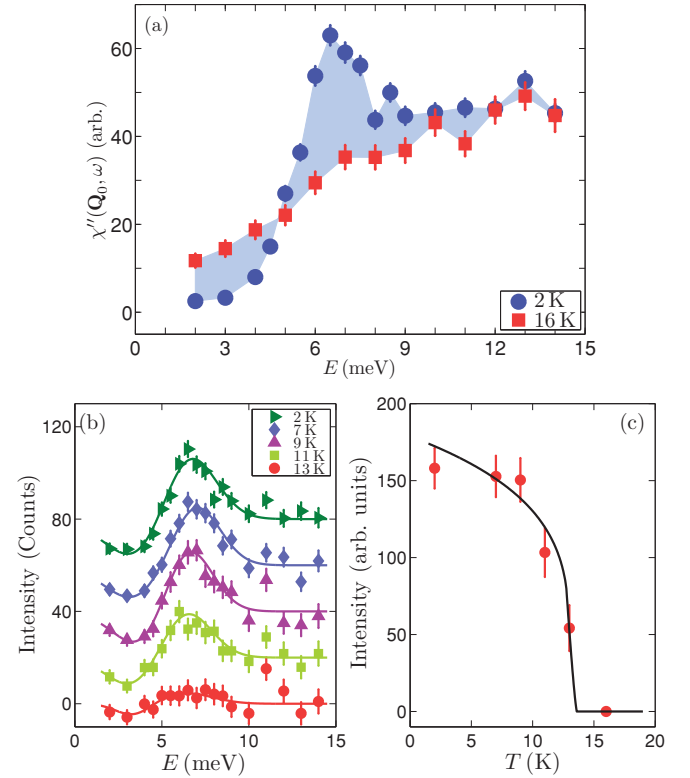 (a)
60
40
20
0
χ″(Q₀, ω) (arb.)
3 6 9 12 15
E (meV)
2 K
16 K
(b)
120
80
40
0
Intensity (Counts)
2 K
7 K
9 K
11 K
13 K
0 5 10 15
E (meV)
(c)
200
150
100
50
0
Intensity (arb. units)
0 5 10 15 20
T (K)